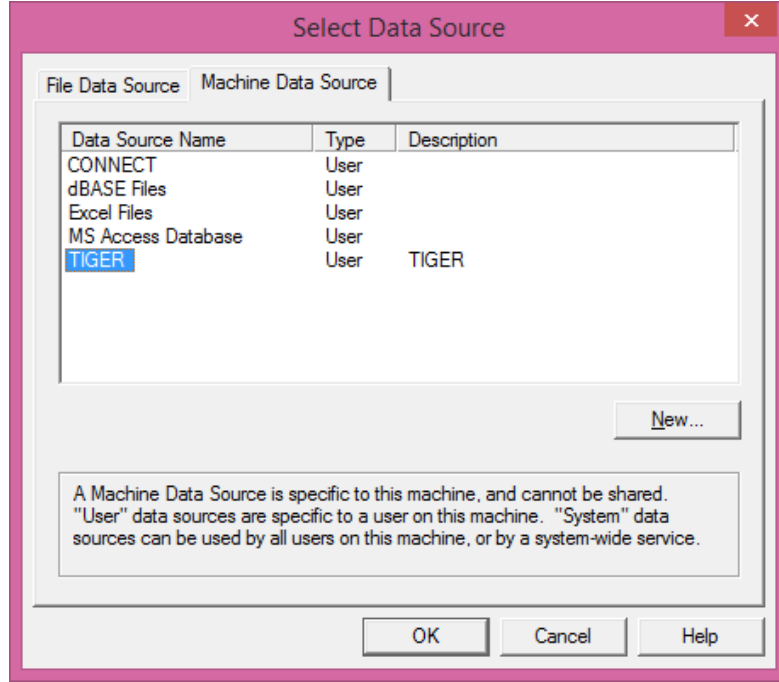 Select Data Source
File Data Source Machine Data Source
Data Source Name Type Description
CONNECT User
dBASE Files User
Excel Files User
MS Access Database User
TIGER User TIGER
New...
A Machine Data Source is specific to this machine, and cannot be shared.
"User" data sources are specific to a user on this machine. "System" data
sources can be used by all users on this machine, or by a system-wide service.
OK Cancel Help